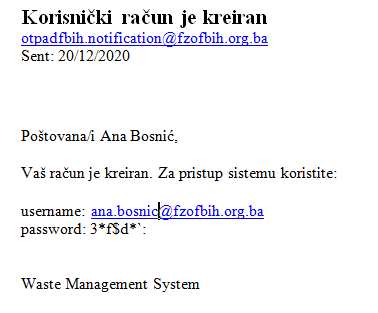 Korisnički račun je kreiran
otpadfbih.notification@fzofbih.org.ba
Sent: 20/12/2020
Poštovana/i Ana Bosnić,
Vaš račun je kreiran. Za pristup sistemu koristite:
username: ana.bosnic@fzofbih.org.ba
password: 3*f$d*`:
Waste Management System